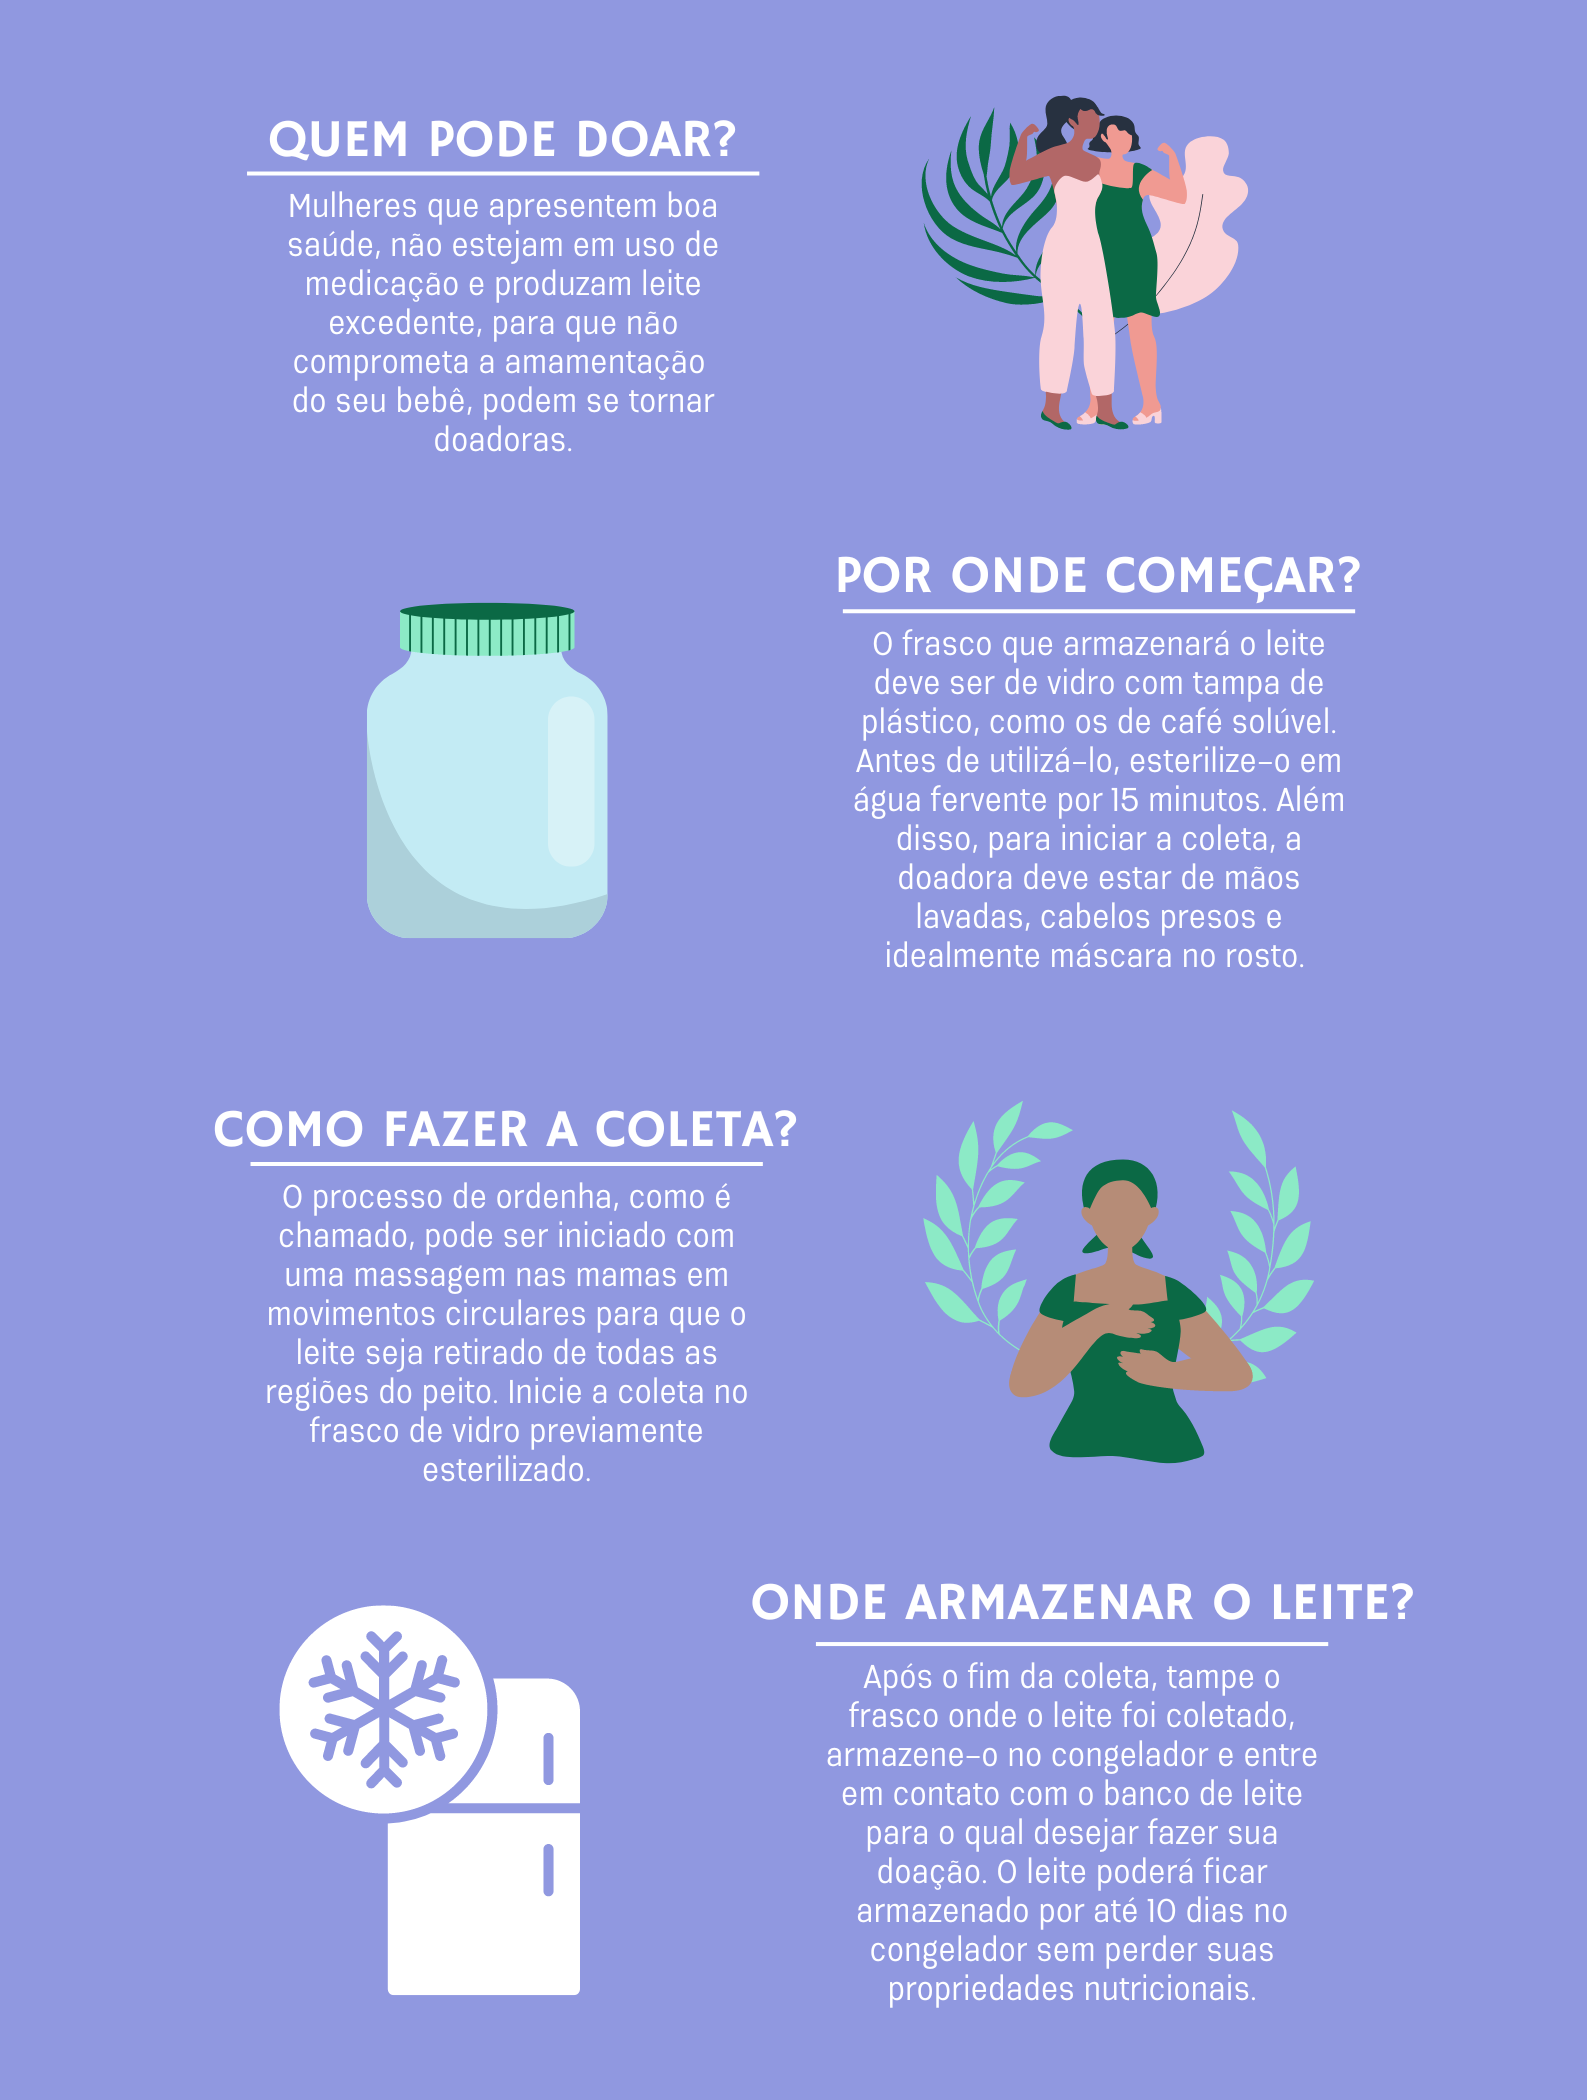 QUEM PODE DOAR?
Mulheres que apresentem boa
saúde, não estejam em uso de
medicação e produzam leite
excedente, para que não
comprometa a amamentação
do seu bebê, podem se tornar
doadoras.
POR ONDE COMEÇAR?
O frasco que armazenará o leite
deve ser de vidro com tampa de
plástico, como os de café solúvel.
Antes de utilizá-lo, esterilize-o em
água fervente por 15 minutos. Além
disso, para iniciar a coleta, a
doadora deve estar de mãos
lavadas, cabelos presos e
idealmente máscara no rosto.
COMO FAZER A COLETA?
O processo de ordenha, como é
chamado, pode ser iniciado com
uma massagem nas mamas em
movimentos circulares para que o
leite seja retirado de todas as
regiões do peito. Inicie a coleta no
frasco de vidro previamente
esterilizado.
ONDE ARMAZENAR O LEITE?
Após o fim da coleta, tampe o
frasco onde o leite foi coletado,
armazene-o no congelador e entre
em contato com o banco de leite
para o qual desejar fazer sua
doação. O leite poderá ficar
armazenado por até 10 dias no
congelador sem perder suas
propriedades nutricionais.